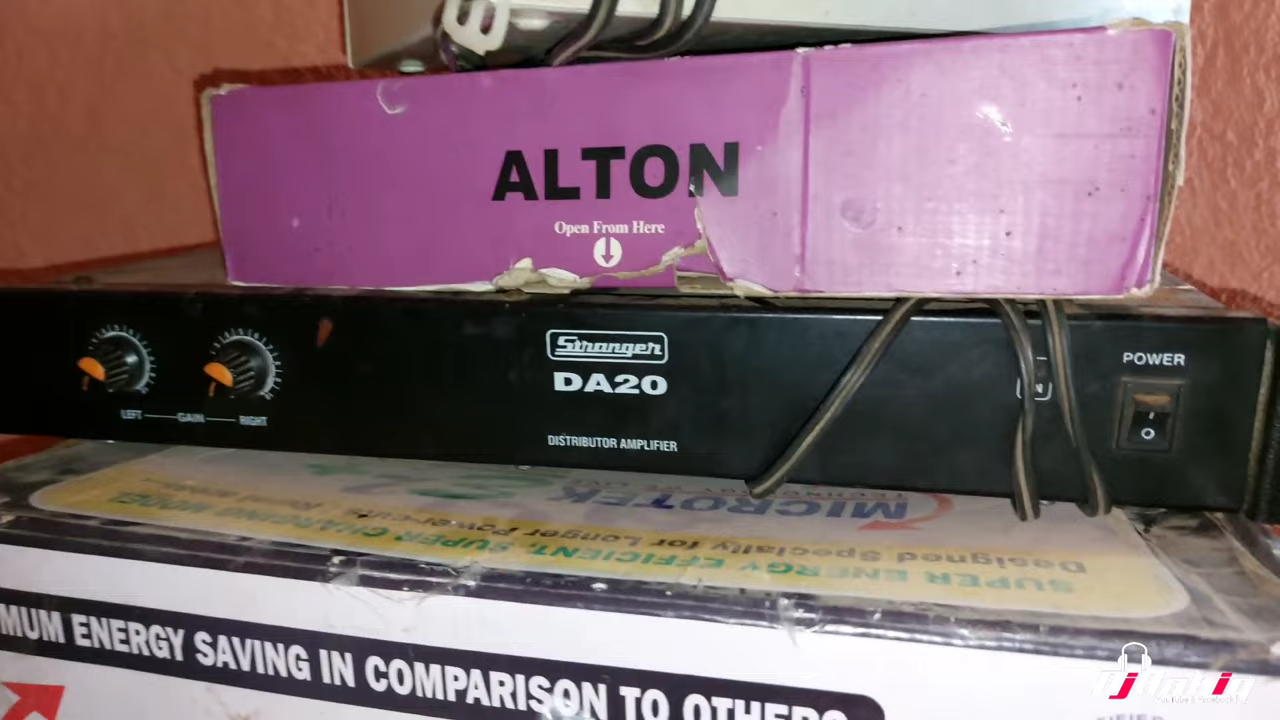 ALTON
Open From Here
Stranger
DA20
DISTRIBUTOR AMPLIFIER
LEFT GAIN RIGHT
POWER
MICROTEK
Designed Specially for Longer Power-cut
SUPER ENERGY EFFICIENT, SUPER CHARGING MODE
MUM ENERGY SAVING IN COMPARISON TO OTHERS